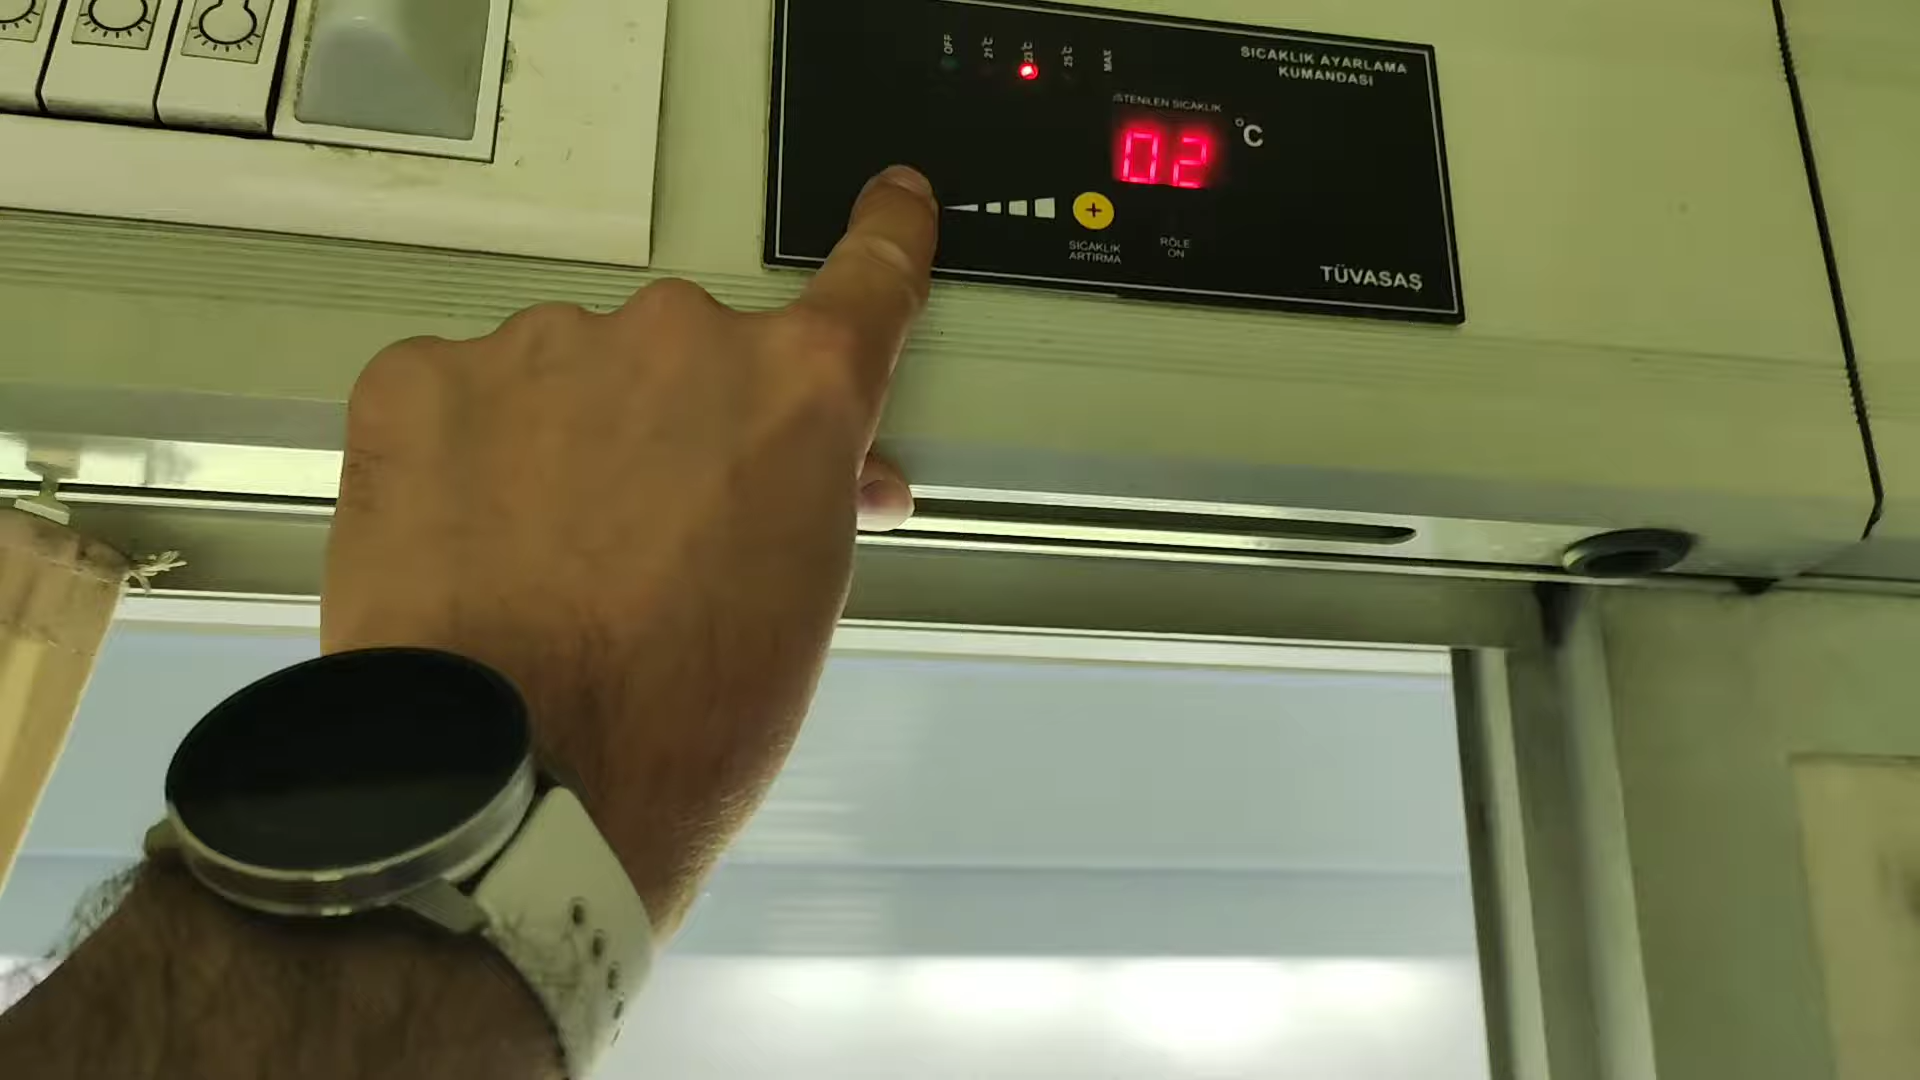 OFF
21°C
23°C
25°C
MAX
SICAKLIK AYARLAMA
KUMANDASI
İSTENİLEN SICAKLIK
02 °C
+
SICAKLIK
ARTIRMA
RÖLE
ON
TÜVASAŞ